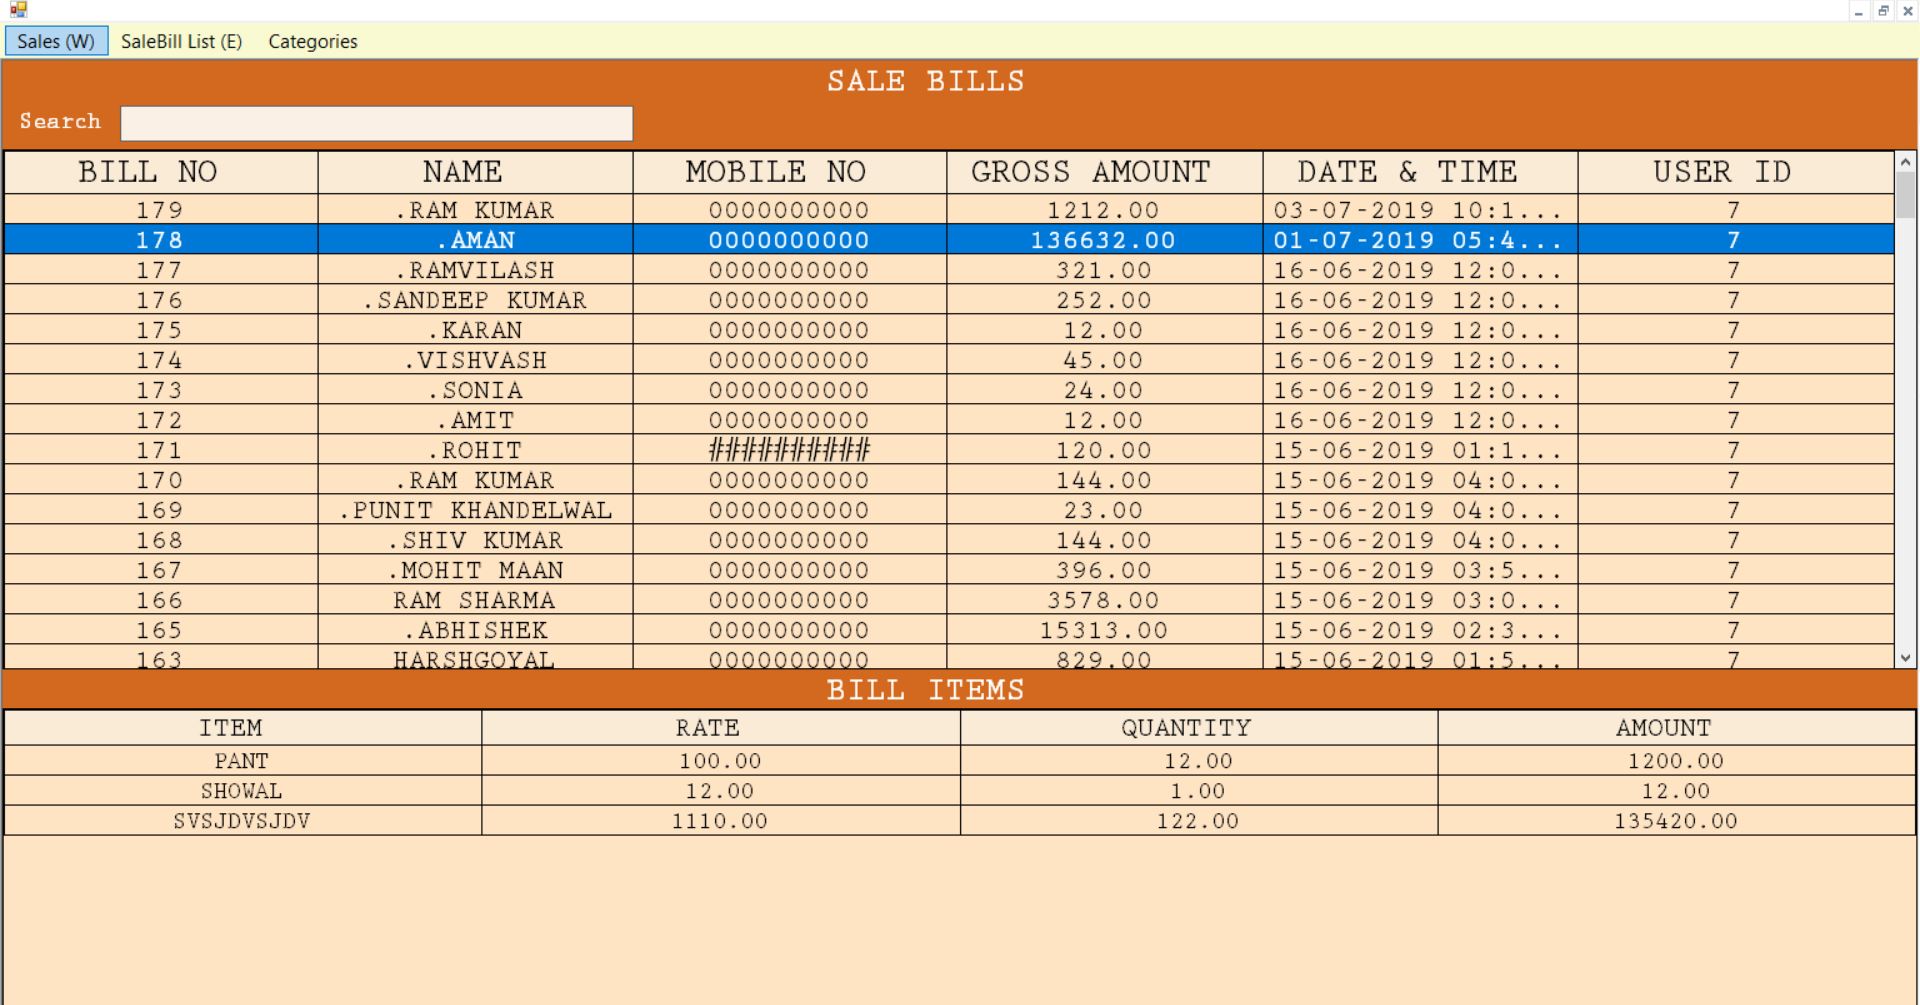 Sales (W) SaleBill List (E) Categories
SALE BILLS
Search
BILL NO NAME MOBILE NO GROSS AMOUNT DATE & TIME USER ID
179 .RAM KUMAR 0000000000 1212.00 03-07-2019 10:1... 7
178 .AMAN 0000000000 136632.00 01-07-2019 05:4... 7
177 .RAMVILASH 0000000000 321.00 16-06-2019 12:0... 7
176 .SANDEEP KUMAR 0000000000 252.00 16-06-2019 12:0... 7
175 .KARAN 0000000000 12.00 16-06-2019 12:0... 7
174 .VISHVASH 0000000000 45.00 16-06-2019 12:0... 7
173 .SONIA 0000000000 24.00 16-06-2019 12:0... 7
172 .AMIT 0000000000 12.00 16-06-2019 12:0... 7
171 .ROHIT ########## 120.00 15-06-2019 01:1... 7
170 .RAM KUMAR 0000000000 144.00 15-06-2019 04:0... 7
169 .PUNIT KHANDELWAL 0000000000 23.00 15-06-2019 04:0... 7
168 .SHIV KUMAR 0000000000 144.00 15-06-2019 04:0... 7
167 .MOHIT MAAN 0000000000 396.00 15-06-2019 03:5... 7
166 RAM SHARMA 0000000000 3578.00 15-06-2019 03:0... 7
165 .ABHISHEK 0000000000 15313.00 15-06-2019 02:3... 7
163 HARSHGOYAL 0000000000 829.00 15-06-2019 01:5... 7
BILL ITEMS
ITEM RATE QUANTITY AMOUNT
PANT 100.00 12.00 1200.00
SHOWAL 12.00 1.00 12.00
SVSJDVSJDV 1110.00 122.00 135420.00